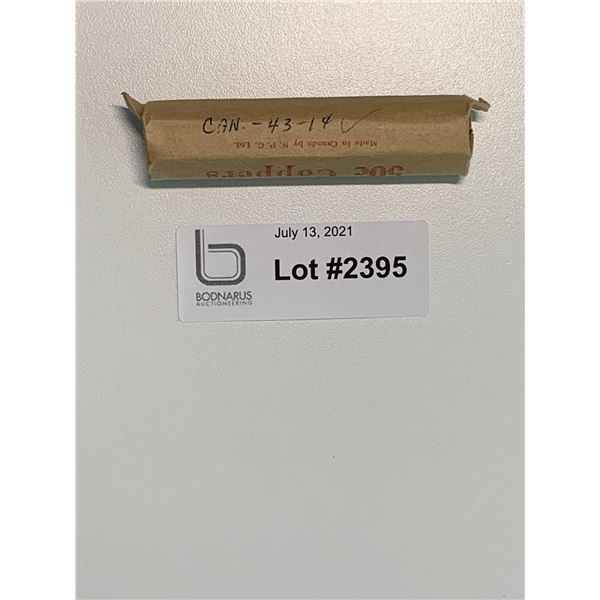 CAN. - 43 - 1¢ ✓
Made In Canada by N. P. C. Ltd.
50¢ Coppers
July 13, 2021
Lot #2395
b
BODNARUS
AUCTIONEERING